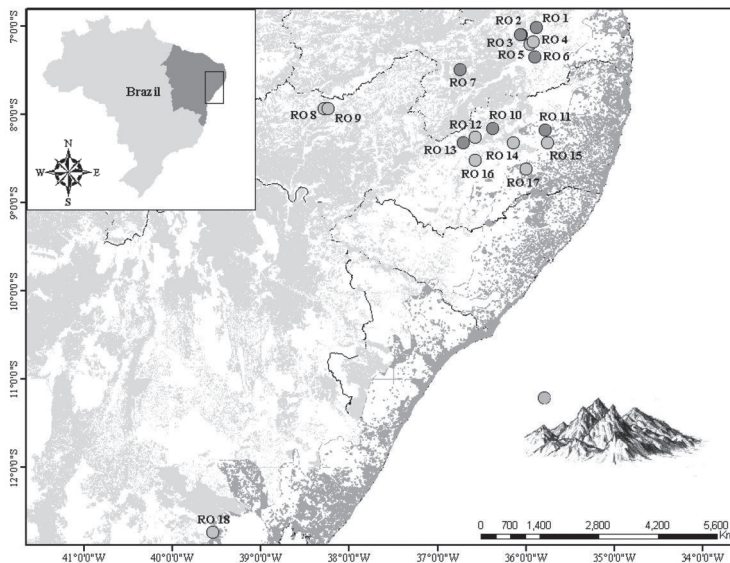 Brazil
N
W E
S
RO 1
RO 2
RO 3
RO 4
RO 5
RO 6
RO 7
RO 8
RO 9
RO 10
RO 11
RO 12
RO 13
RO 14
RO 15
RO 16
RO 17
RO 18
7°0'0"S
8°0'0"S
9°0'0"S
10°0'0"S
11°0'0"S
12°0'0"S
0 700 1,400 2,800 4,200 5,600
Km
41°0'0"W 40°0'0"W 39°0'0"W 38°0'0"W 37°0'0"W 36°0'0"W 35°0'0"W 34°0'0"W